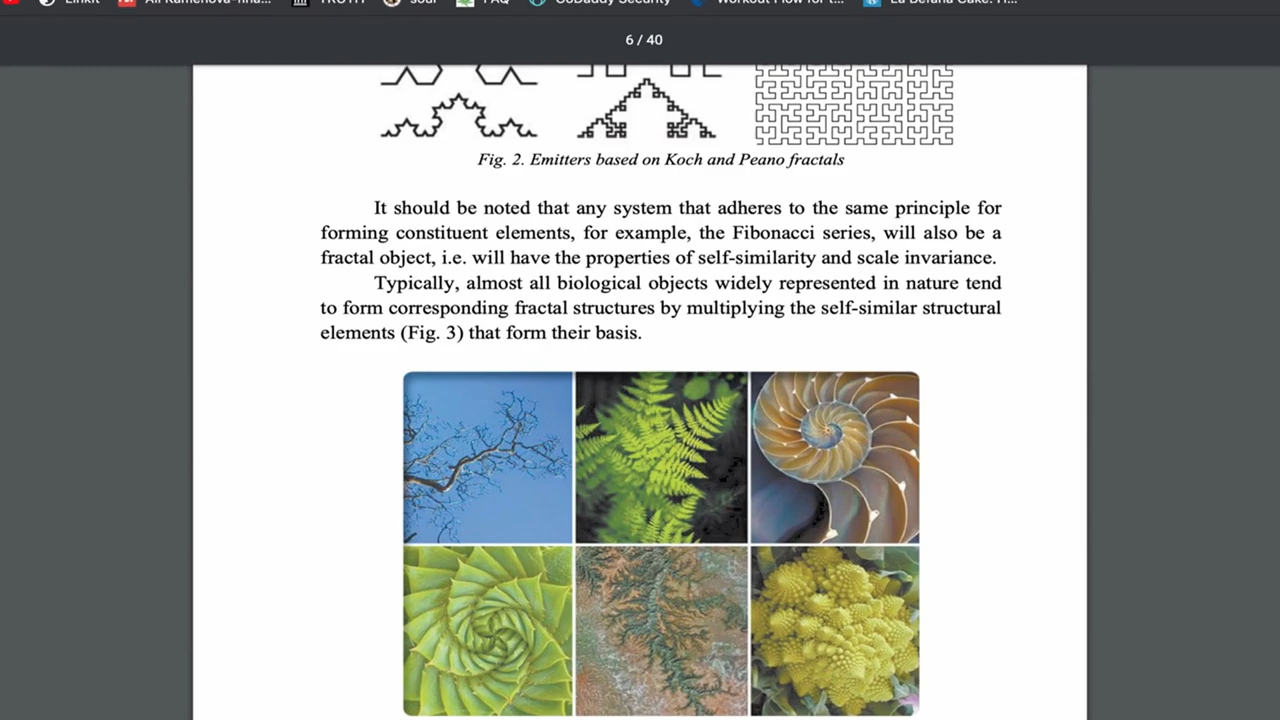 GoDaddy Security
6 / 40
Fig. 2. Emitters based on Koch and Peano fractals
It should be noted that any system that adheres to the same principle for
forming constituent elements, for example, the Fibonacci series, will also be a
fractal object, i.e. will have the properties of self-similarity and scale invariance.
Typically, almost all biological objects widely represented in nature tend
to form corresponding fractal structures by multiplying the self-similar structural
elements (Fig. 3) that form their basis.